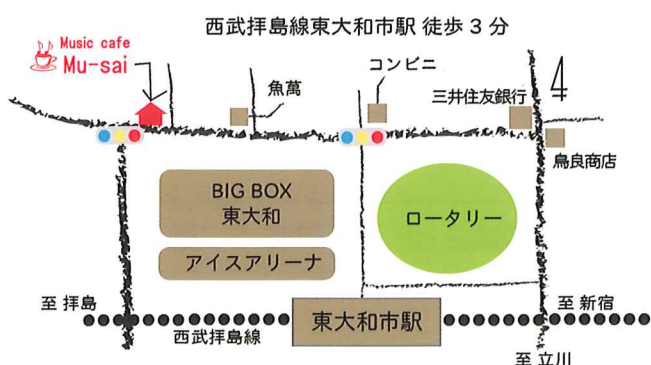 西武拝島線東大和市駅 徒歩3分
Music cafe
Mu-sai
魚萬
コンビニ
三井住友銀行
4
鳥良商店
BIG BOX
東大和
ロータリー
アイスアリーナ
至 拝島
西武拝島線
東大和市駅
至 新宿
至 立川